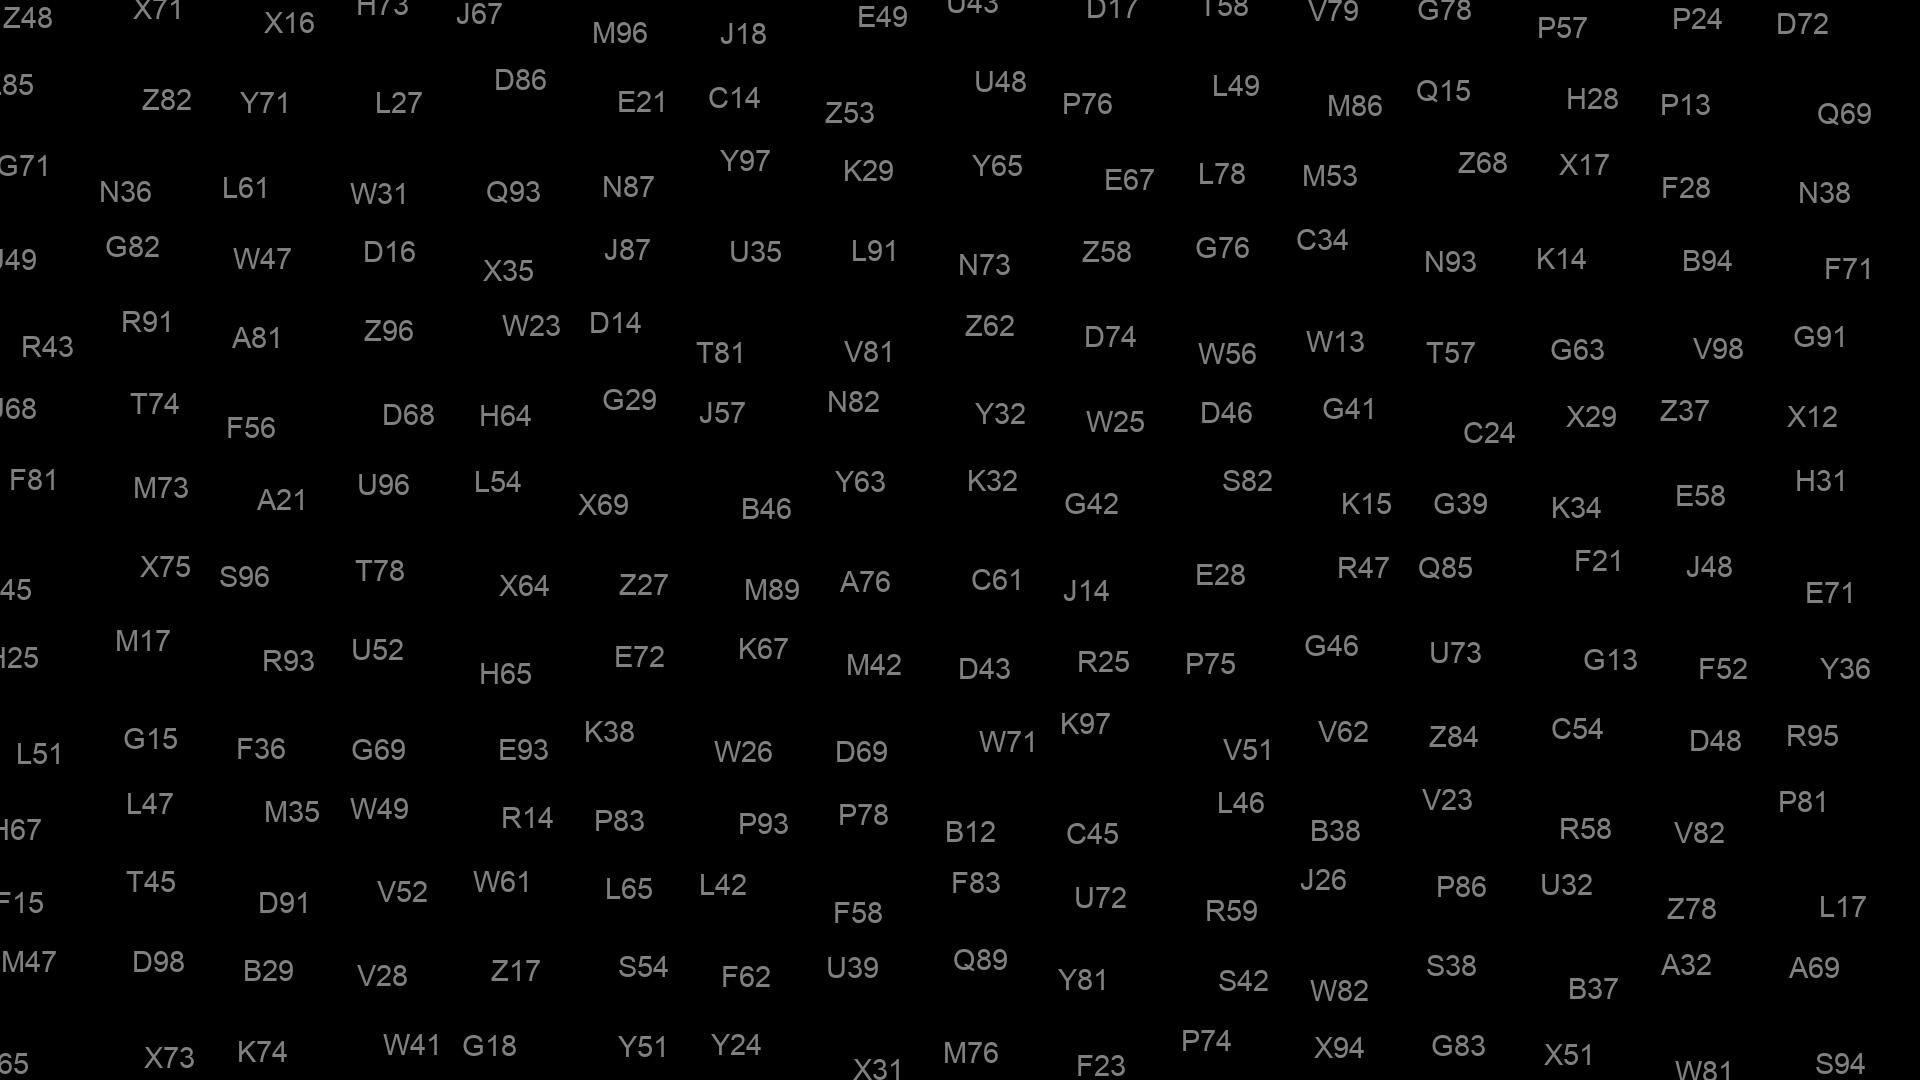 Z48 X71 X16 H73 J67 M96 J18 E49 U43 D17 T58 V79 G78 P57 P24 D72
Z82 Y71 L27 D86 E21 C14 Z53 U48 P76 L49 M86 Q15 H28 P13 Q69
G71 N36 L61 W31 Q93 N87 Y97 K29 Y65 E67 L78 M53 Z68 X17 F28 N38
G82 W47 D16 X35 J87 U35 L91 N73 Z58 G76 C34 N93 K14 B94 F71
R43 R91 A81 Z96 W23 D14 T81 V81 Z62 D74 W56 W13 T57 G63 V98 G91
T74 F56 D68 H64 G29 J57 N82 Y32 W25 D46 G41 C24 X29 Z37 X12
F81 M73 A21 U96 L54 X69 B46 Y63 K32 G42 S82 K15 G39 K34 E58 H31
X75 S96 T78 X64 Z27 M89 A76 C61 J14 E28 R47 Q85 F21 J48 E71
H25 M17 R93 U52 H65 E72 K67 M42 D43 R25 P75 G46 U73 G13 F52 Y36
L51 G15 F36 G69 E93 K38 W26 D69 W71 K97 V51 V62 Z84 C54 D48 R95
H67 L47 M35 W49 R14 P83 P93 P78 B12 C45 L46 B38 V23 R58 V82 P81
F15 T45 D91 V52 W61 L65 L42 F58 F83 U72 R59 J26 P86 U32 Z78 L17
M47 D98 B29 V28 Z17 S54 F62 U39 Q89 Y81 S42 W82 S38 B37 A32 A69
X73 K74 W41 G18 Y51 Y24 X31 M76 F23 P74 X94 G83 X51 W81 S94